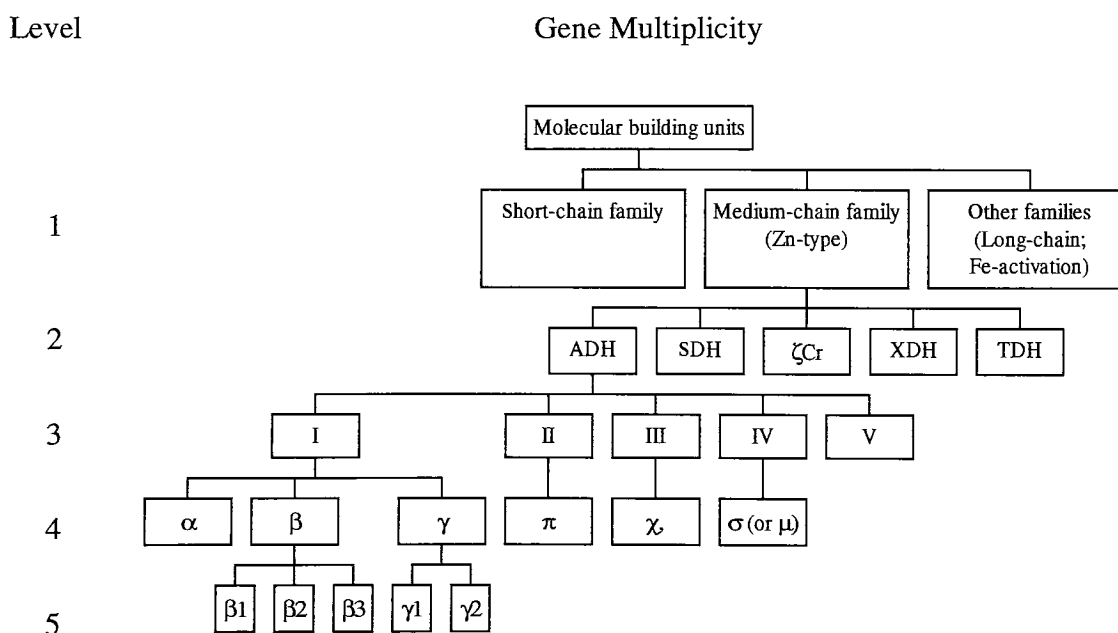 Level Gene Multiplicity
Molecular building units
1
Short-chain family
Medium-chain family
(Zn-type)
Other families
(Long-chain;
Fe-activation)
2
ADH
SDH
ζCr
XDH
TDH
3
I
II
III
IV
V
4
α
β
γ
π
χ
σ (or μ)
5
β1
β2
β3
γ1
γ2